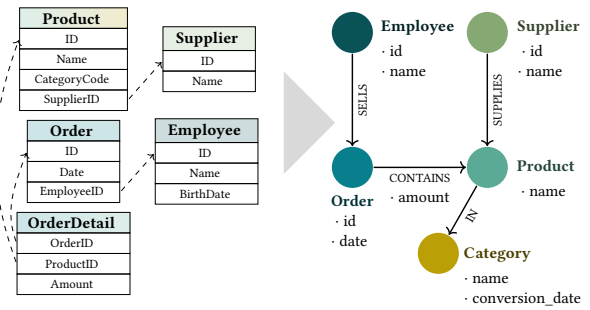 Product
ID
Name
CategoryCode
SupplierID
Supplier
ID
Name
Order
ID
Date
EmployeeID
Employee
ID
Name
BirthDate
OrderDetail
OrderID
ProductID
Amount
Employee
· id
· name
Supplier
· id
· name
SELLS
SUPPLIES
Order
· id
· date
CONTAINS
· amount
Product
· name
IN
Category
· name
· conversion_date